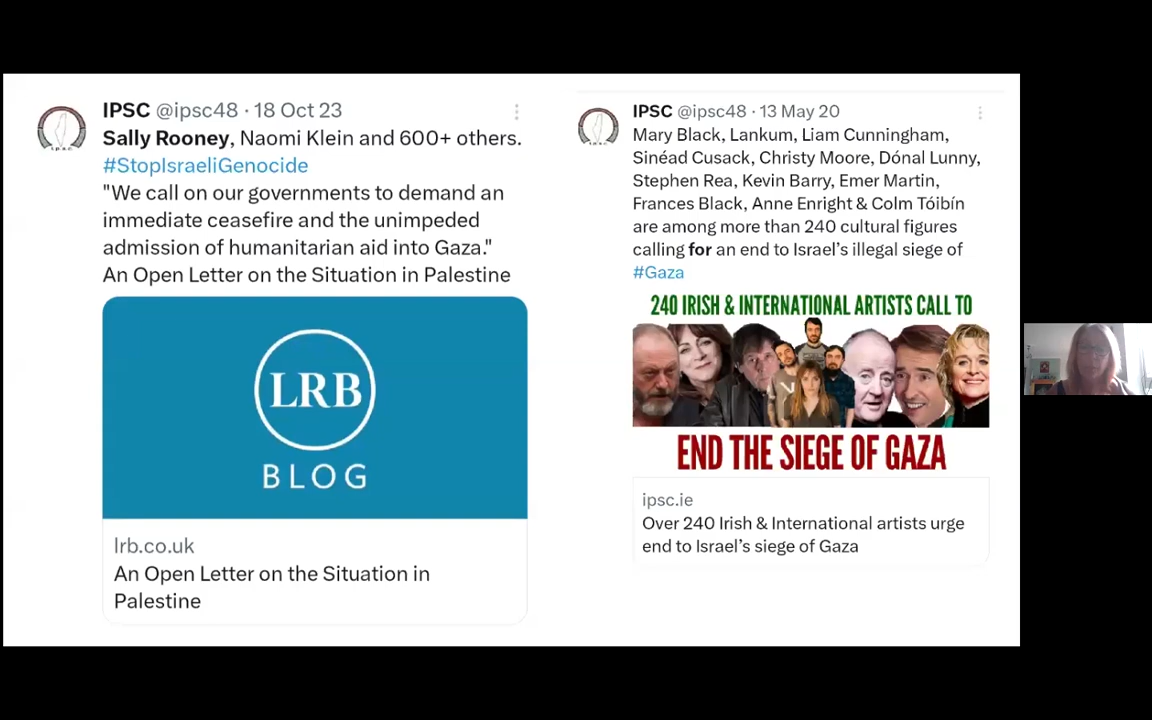 IPSC @ipsc48 · 18 Oct 23
Sally Rooney, Naomi Klein and 600+ others.
#StopIsraeliGenocide
"We call on our governments to demand an
immediate ceasefire and the unimpeded
admission of humanitarian aid into Gaza."
An Open Letter on the Situation in Palestine
LRB
BLOG
lrb.co.uk
An Open Letter on the Situation in
Palestine
IPSC @ipsc48 · 13 May 20
Mary Black, Lankum, Liam Cunningham,
Sinéad Cusack, Christy Moore, Dónal Lunny,
Stephen Rea, Kevin Barry, Emer Martin,
Frances Black, Anne Enright & Colm Tóibín
are among more than 240 cultural figures
calling for an end to Israel’s illegal siege of
#Gaza
240 IRISH & INTERNATIONAL ARTISTS CALL TO
END THE SIEGE OF GAZA
ipsc.ie
Over 240 Irish & International artists urge
end to Israel’s siege of Gaza